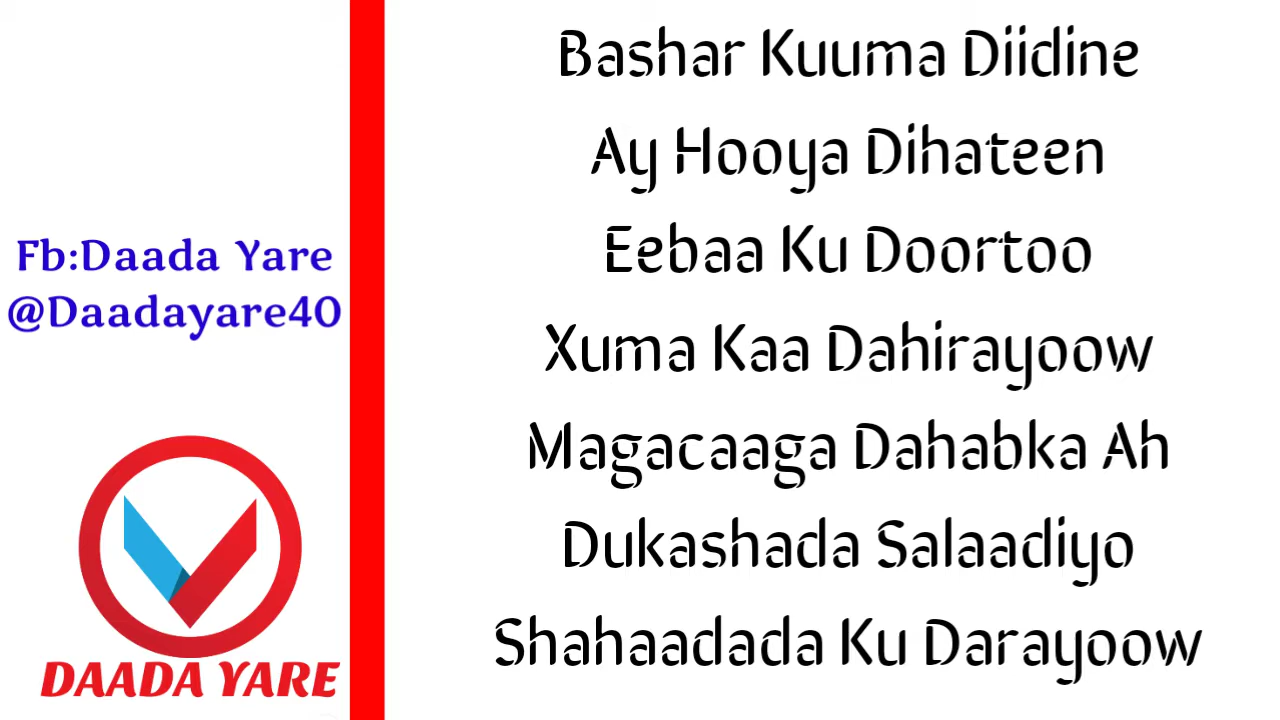 Fb:Daada Yare
@Daadayare40
DAADA YARE
Bashar Kuuma Diidine
Ay Hooya Dihateen
Eebaa Ku Doortoo
Xuma Kaa Dahirayoow
Magacaaga Dahabka Ah
Dukashada Salaadiyo
Shahaadada Ku Darayoow